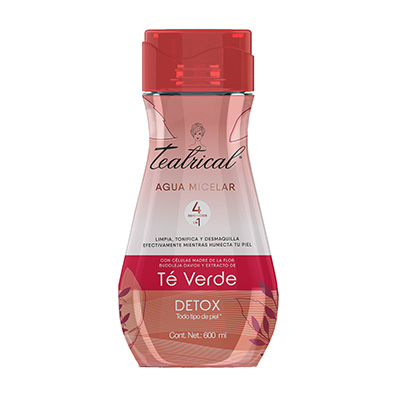 Teatrical®
AGUA MICELAR
4
en
1
LIMPIA, TONIFICA Y DESMAQUILLA
EFECTIVAMENTE MIENTRAS HUMECTA TU PIEL
CON CÉLULAS MADRE DE LA FLOR
BUDDLEJA DAVIDII Y EXTRACTO DE
Té Verde
DETOX
Todo tipo de piel*
Cont. Net.: 600 ml